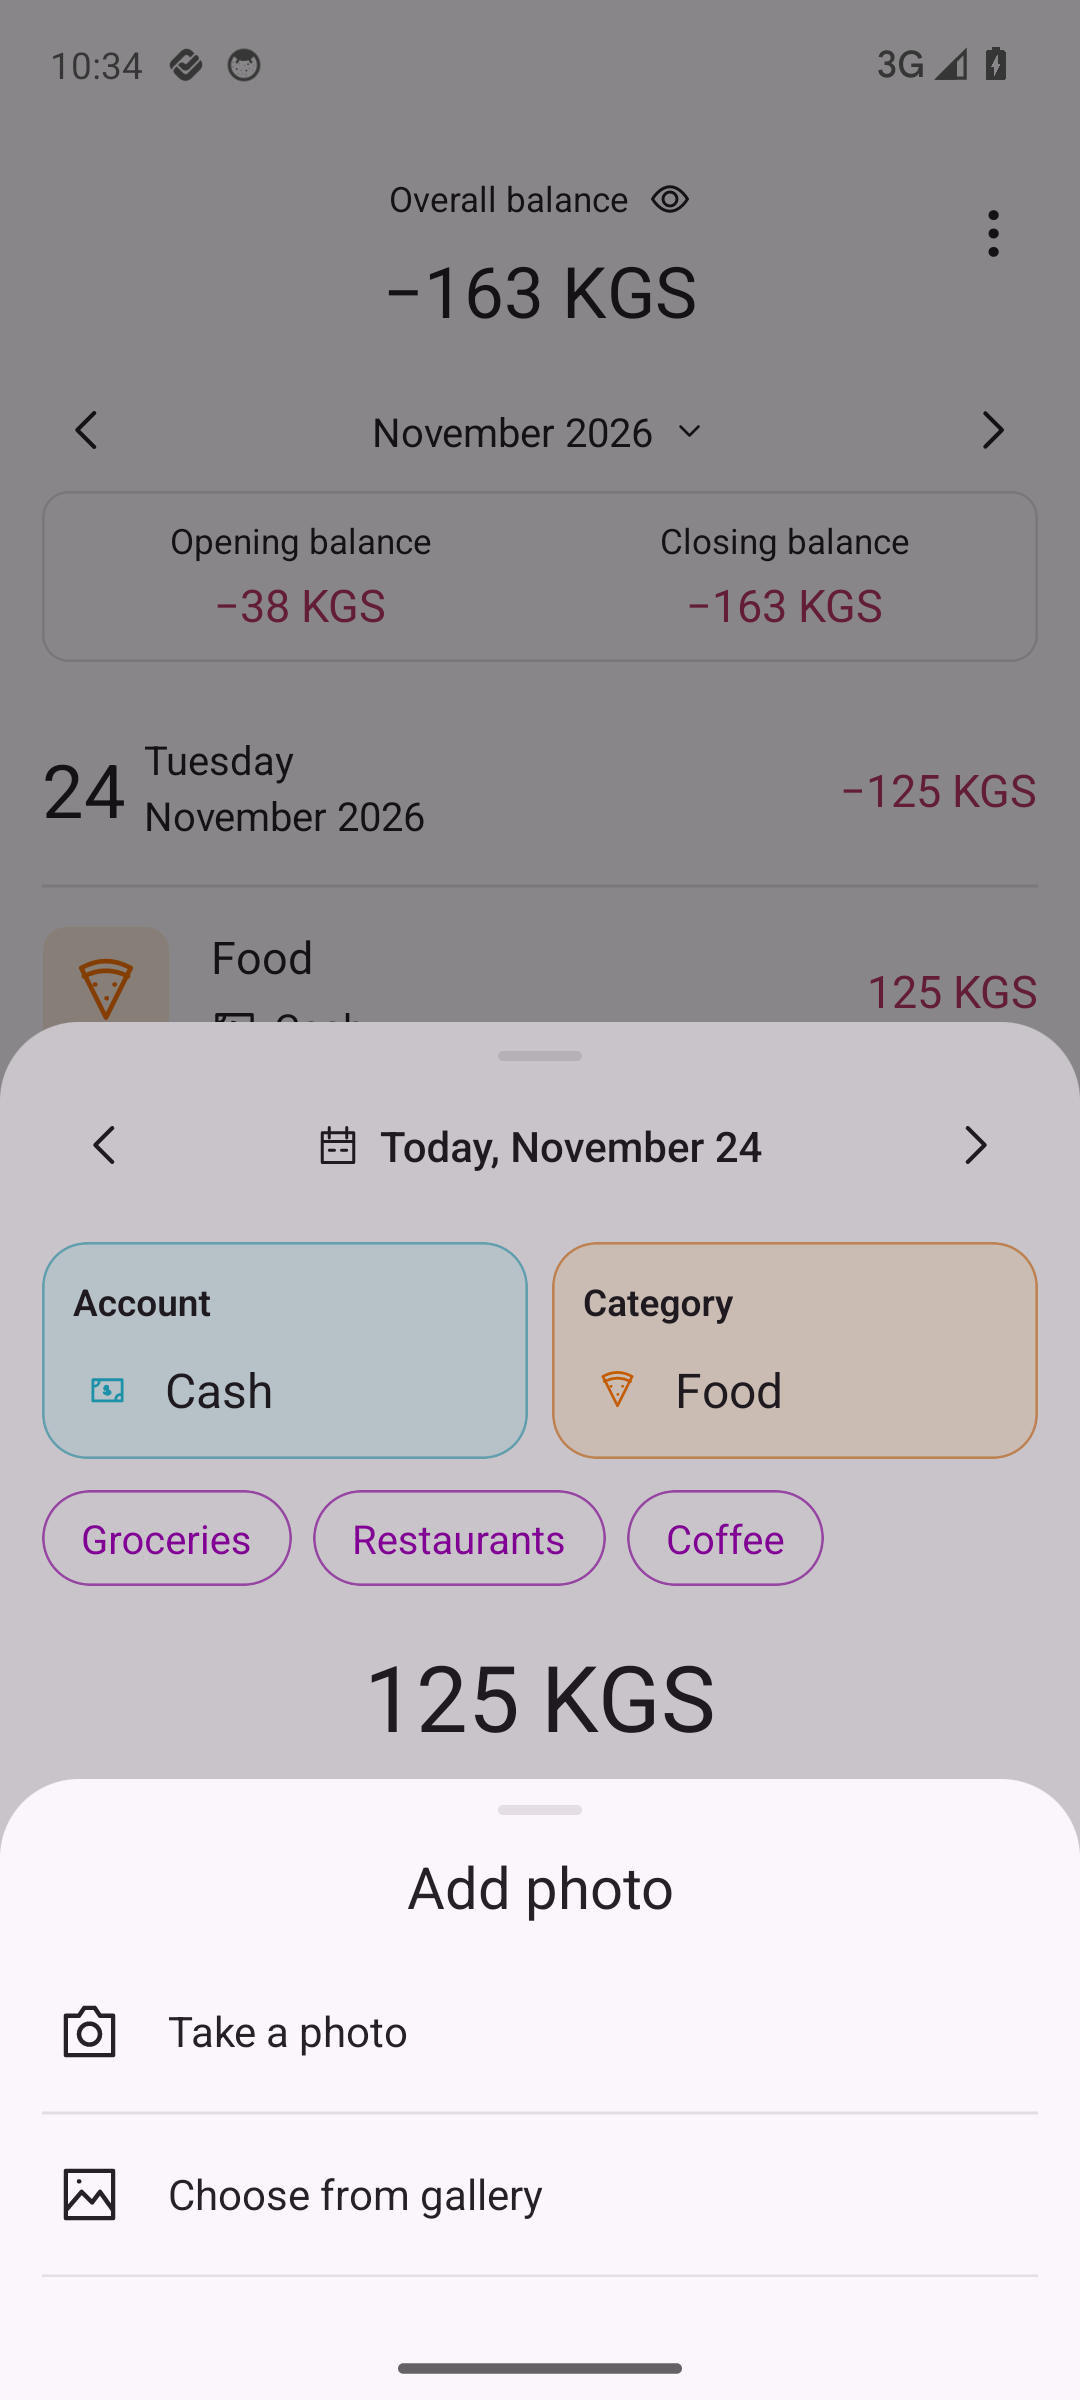 10:34
3G
Overall balance
−163 KGS
November 2026
Opening balance
Closing balance
−38 KGS
−163 KGS
24
Tuesday
November 2026
−125 KGS
Food
125 KGS
Cash
Today, November 24
Account
Category
Cash
Food
Groceries
Restaurants
Coffee
125 KGS
Add photo
Take a photo
Choose from gallery